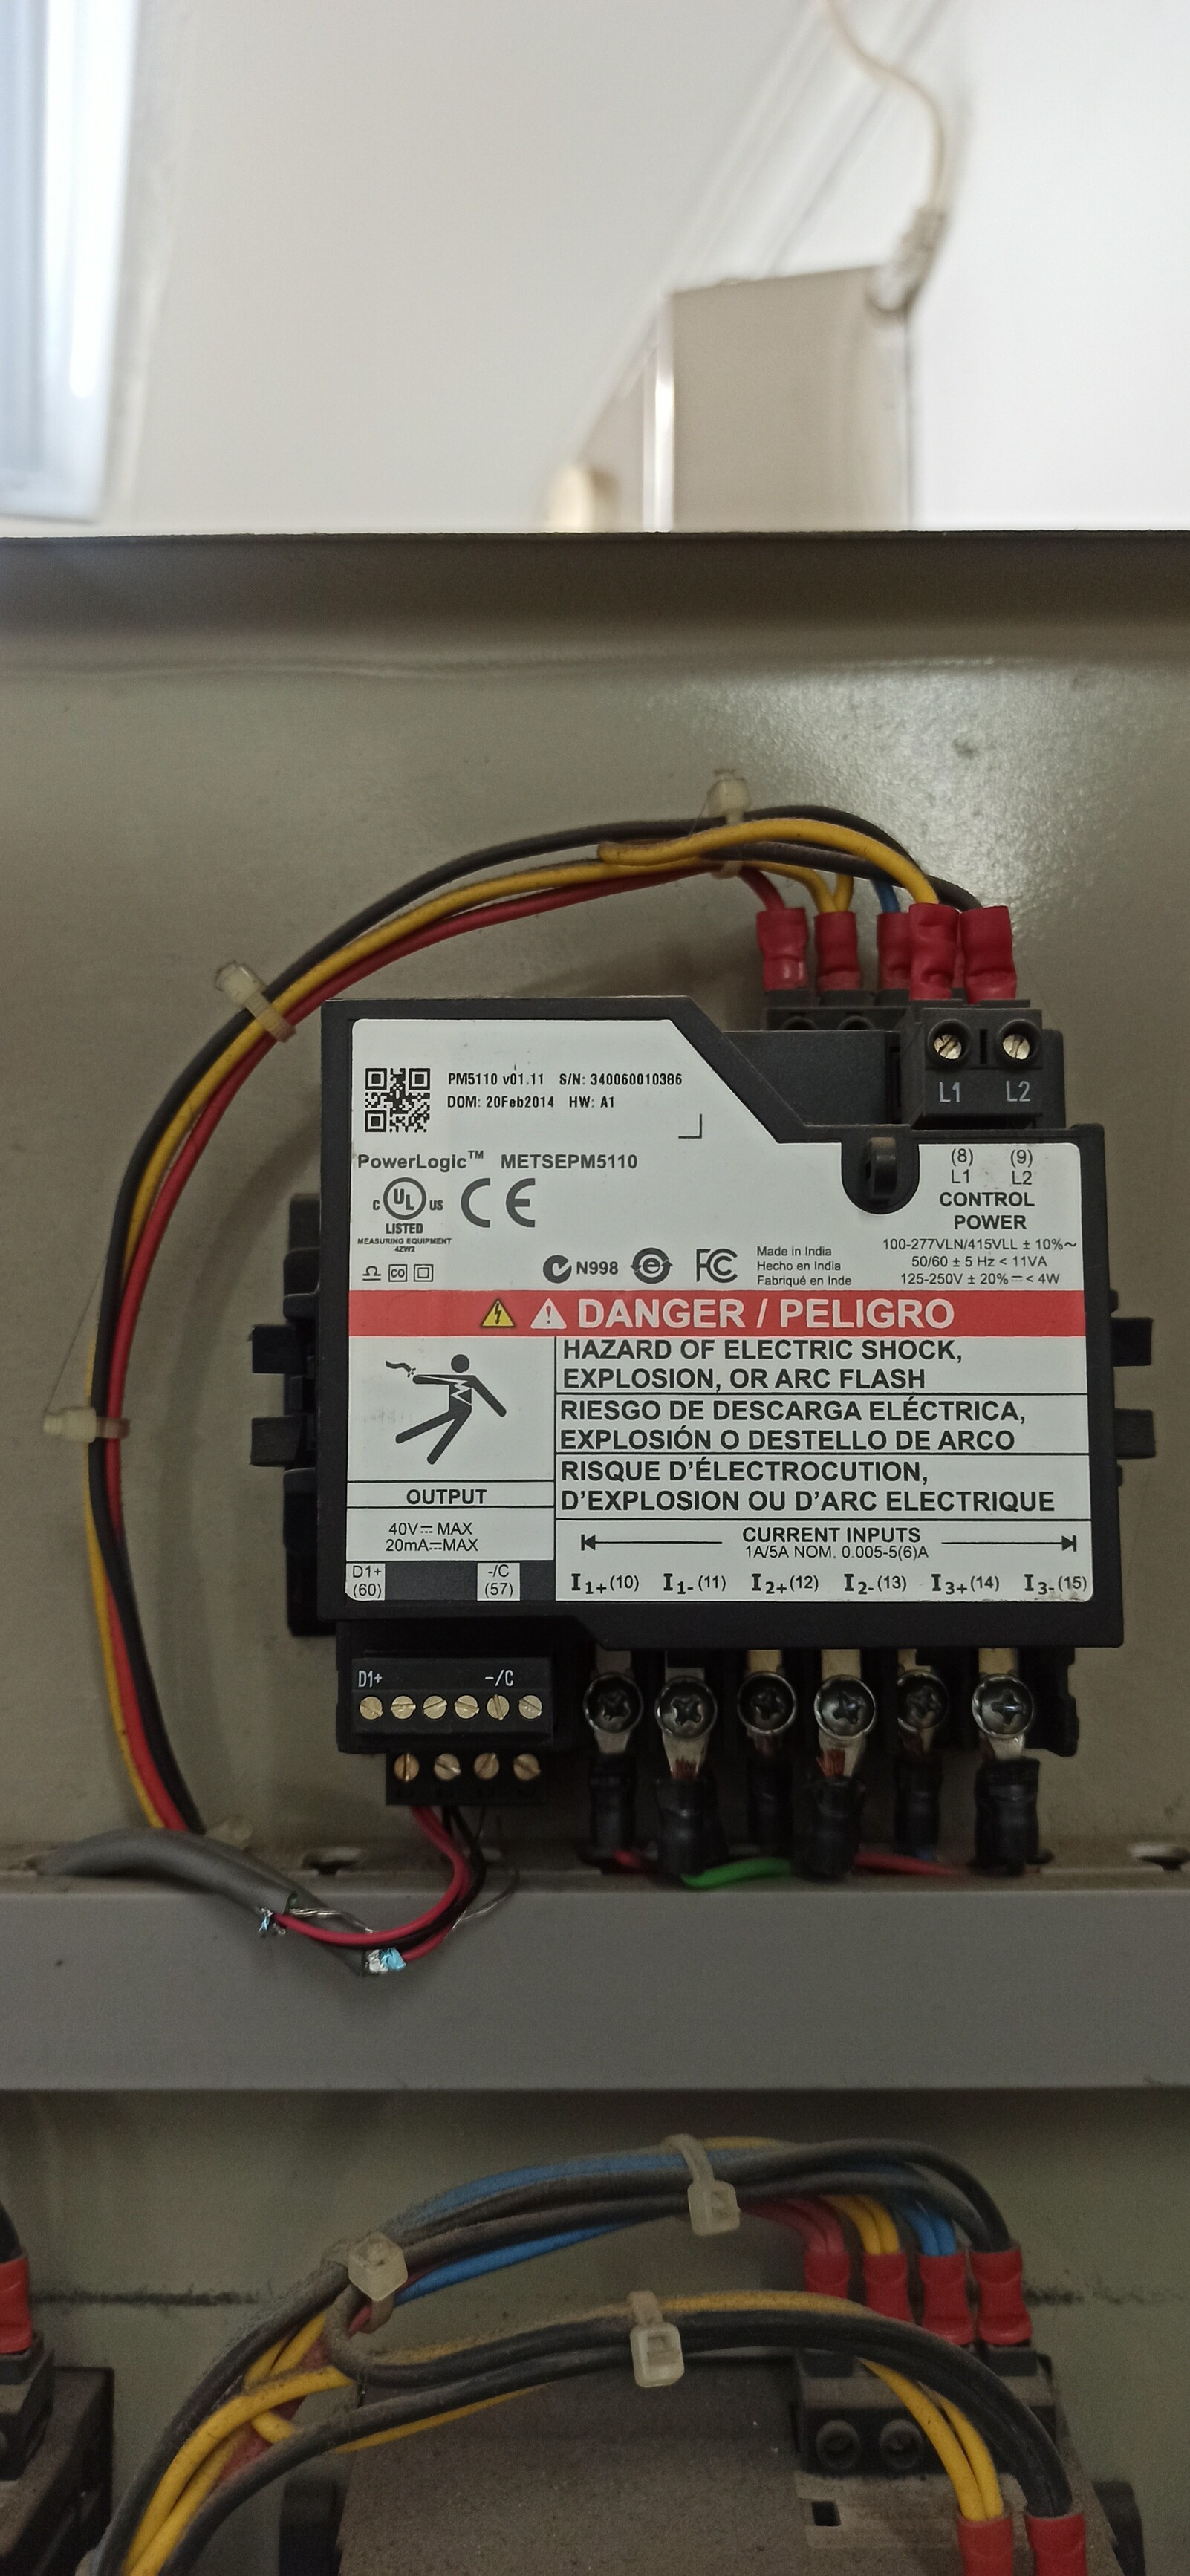 PM5110 v01.11 S/N: 340060010386
DOM: 20Feb2014 HW: A1
PowerLogic™ METSEPM5110
C UL US
LISTED
MEASURING EQUIPMENT
4ZW2
CE
N998
FC
Made in India
Hecho en India
Fabriqué en Inde
L1 L2
(8) (9)
L1 L2
CONTROL
POWER
100-277VLN/415VLL ± 10%~
50/60 ± 5 Hz < 11VA
125-250V ± 20%⎓ < 4W
DANGER / PELIGRO
HAZARD OF ELECTRIC SHOCK,
EXPLOSION, OR ARC FLASH
RIESGO DE DESCARGA ELÉCTRICA,
EXPLOSIÓN O DESTELLO DE ARCO
RISQUE D'ÉLECTROCUTION,
D'EXPLOSION OU D'ARC ELECTRIQUE
OUTPUT
40V⎓ MAX
20mA⎓MAX
D1+ -/C
(60) (57)
CURRENT INPUTS
1A/5A NOM, 0.005-5(6)A
I1+(10) I1-(11) I2+(12) I2-(13) I3+(14) I3-(15)
D1+ -/C